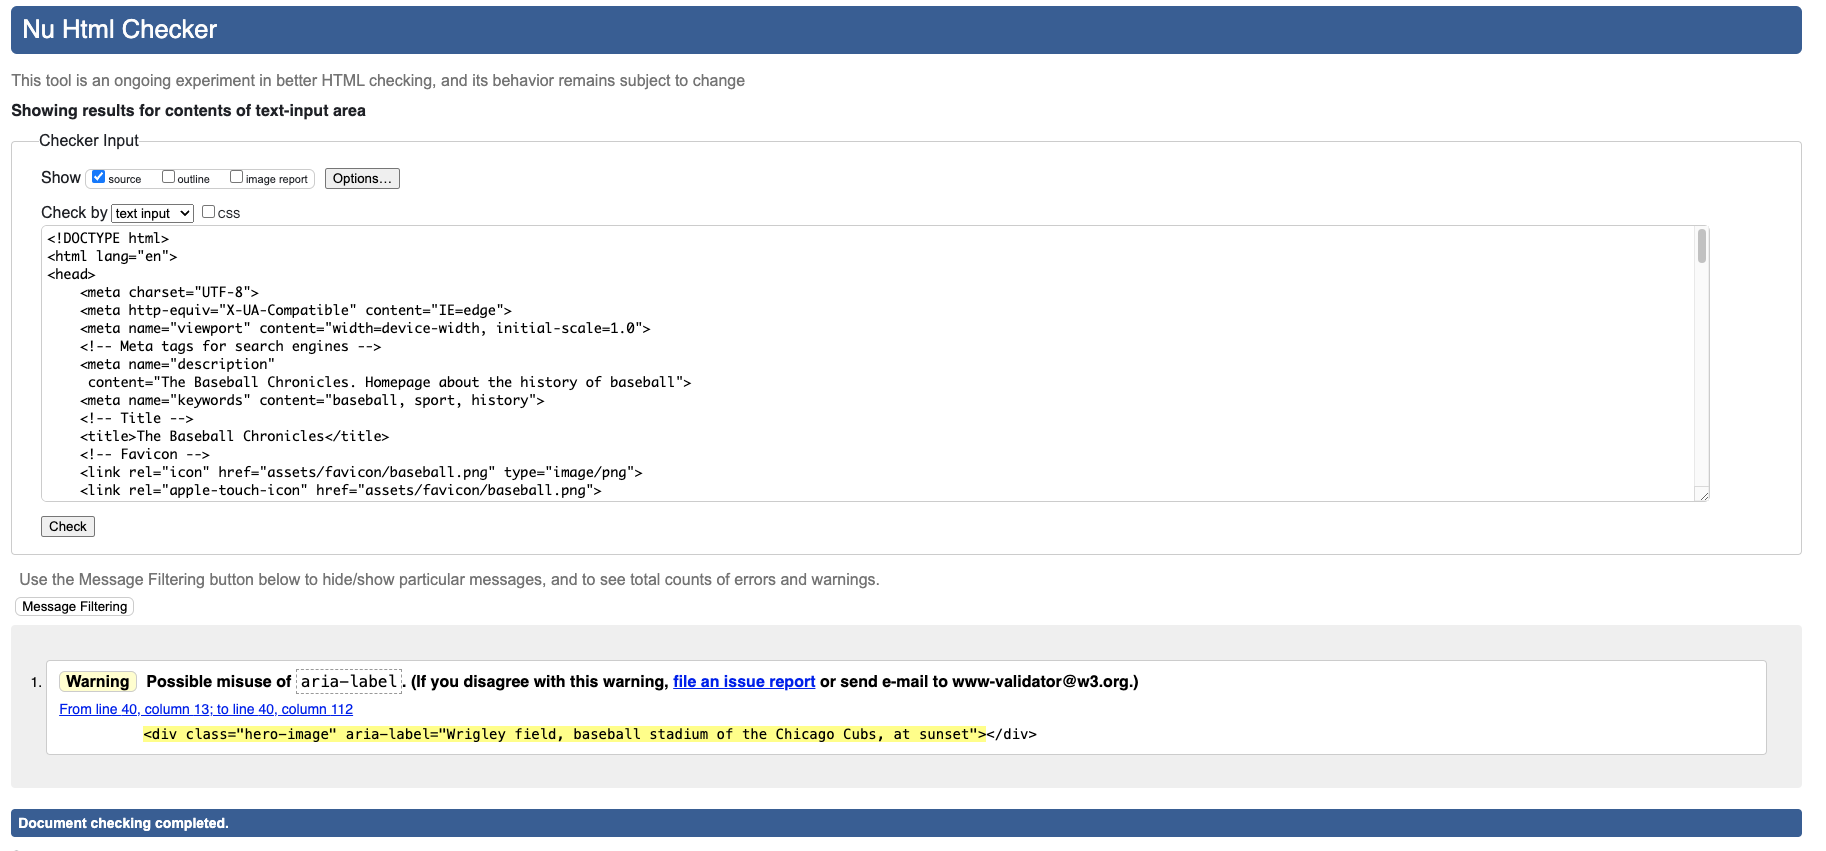 Nu Html Checker
This tool is an ongoing experiment in better HTML checking, and its behavior remains subject to change
Showing results for contents of text-input area
Checker Input
Show source outline image report Options...
Check by text input CSS
<!DOCTYPE html>
<html lang="en">
<head>
    <meta charset="UTF-8">
    <meta http-equiv="X-UA-Compatible" content="IE=edge">
    <meta name="viewport" content="width=device-width, initial-scale=1.0">
    <!-- Meta tags for search engines -->
    <meta name="description"
     content="The Baseball Chronicles. Homepage about the history of baseball">
    <meta name="keywords" content="baseball, sport, history">
    <!-- Title -->
    <title>The Baseball Chronicles</title>
    <!-- Favicon -->
    <link rel="icon" href="assets/favicon/baseball.png" type="image/png">
    <link rel="apple-touch-icon" href="assets/favicon/baseball.png">
Check
Use the Message Filtering button below to hide/show particular messages, and to see total counts of errors and warnings.
Message Filtering
1. Warning Possible misuse of aria-label. (If you disagree with this warning, file an issue report or send e-mail to www-validator@w3.org.)
From line 40, column 13; to line 40, column 112
<div class="hero-image" aria-label="Wrigley field, baseball stadium of the Chicago Cubs, at sunset"></div>
Document checking completed.